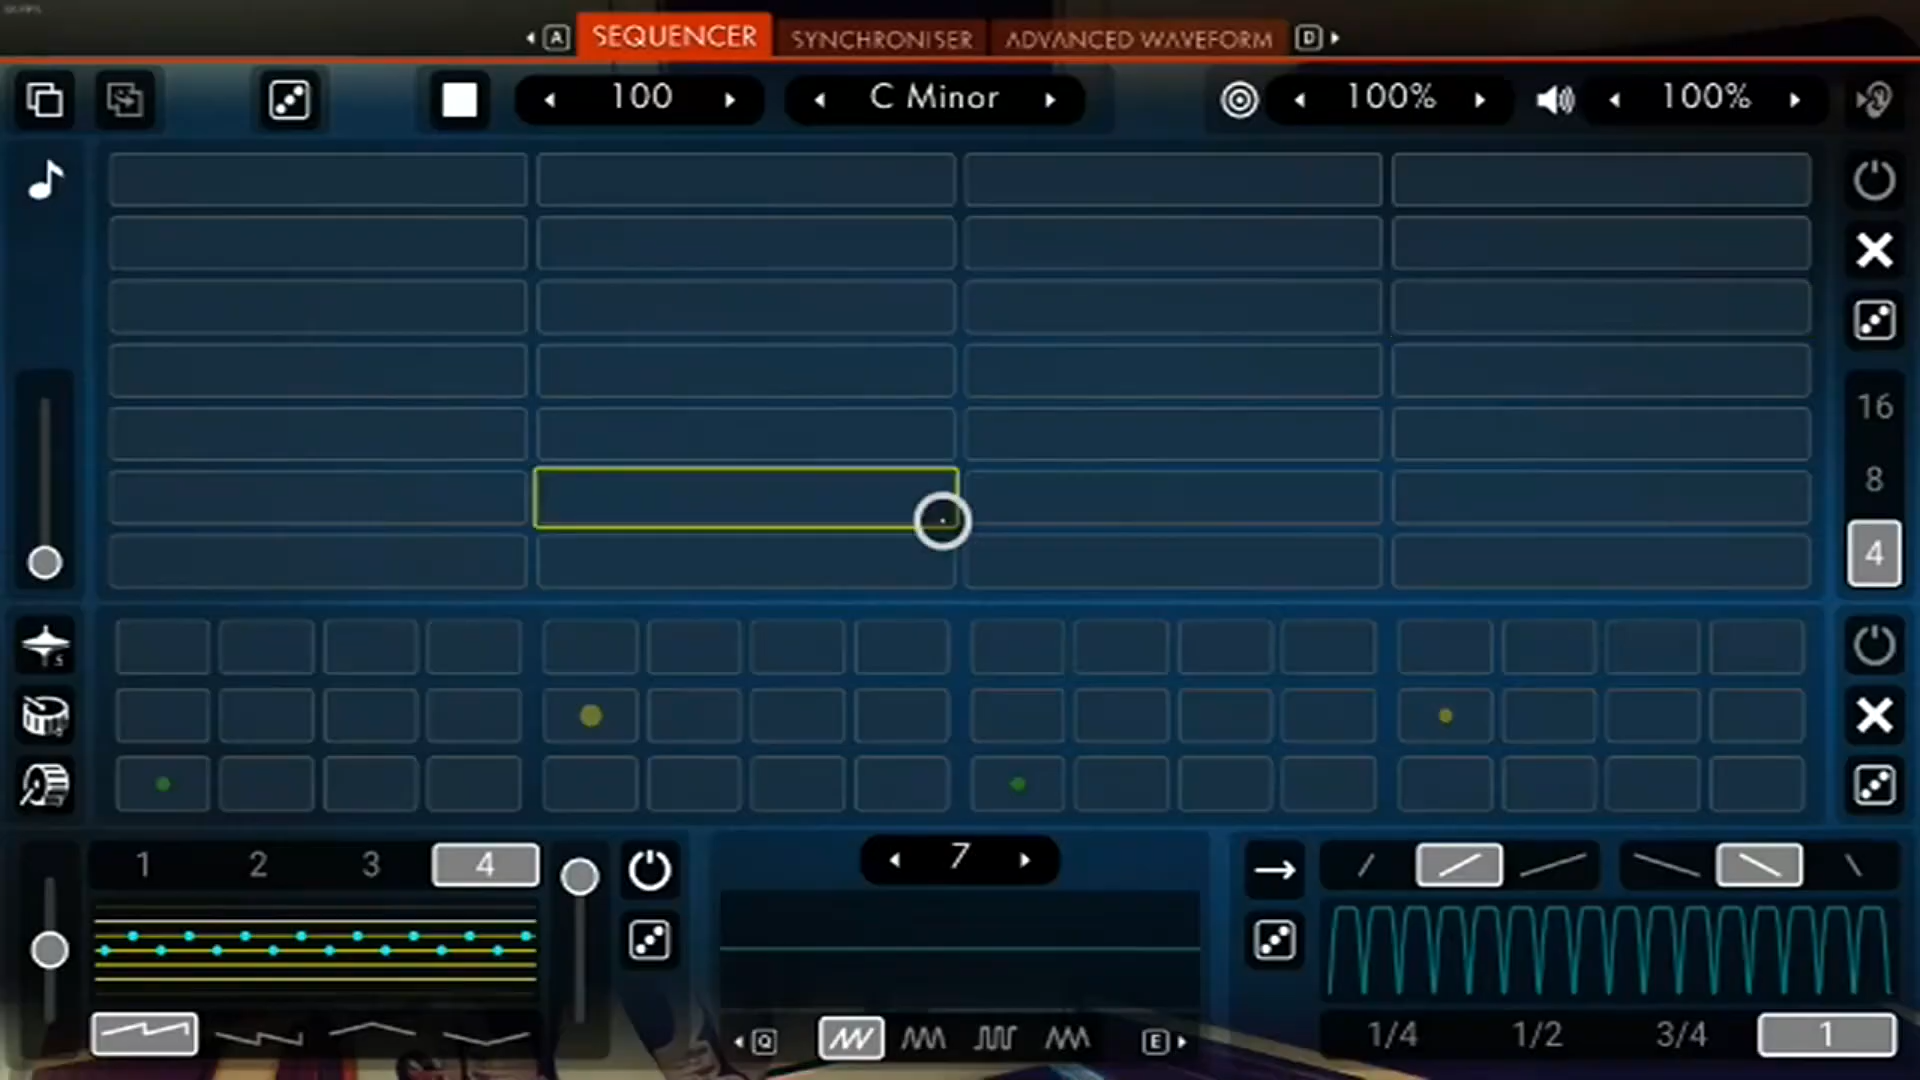 A SEQUENCER SYNCHRONISER ADVANCED WAVEFORM D
100 C Minor 100% 100%
16
8
4
1 2 3 4
7
Q E
1/4 1/2 3/4 1